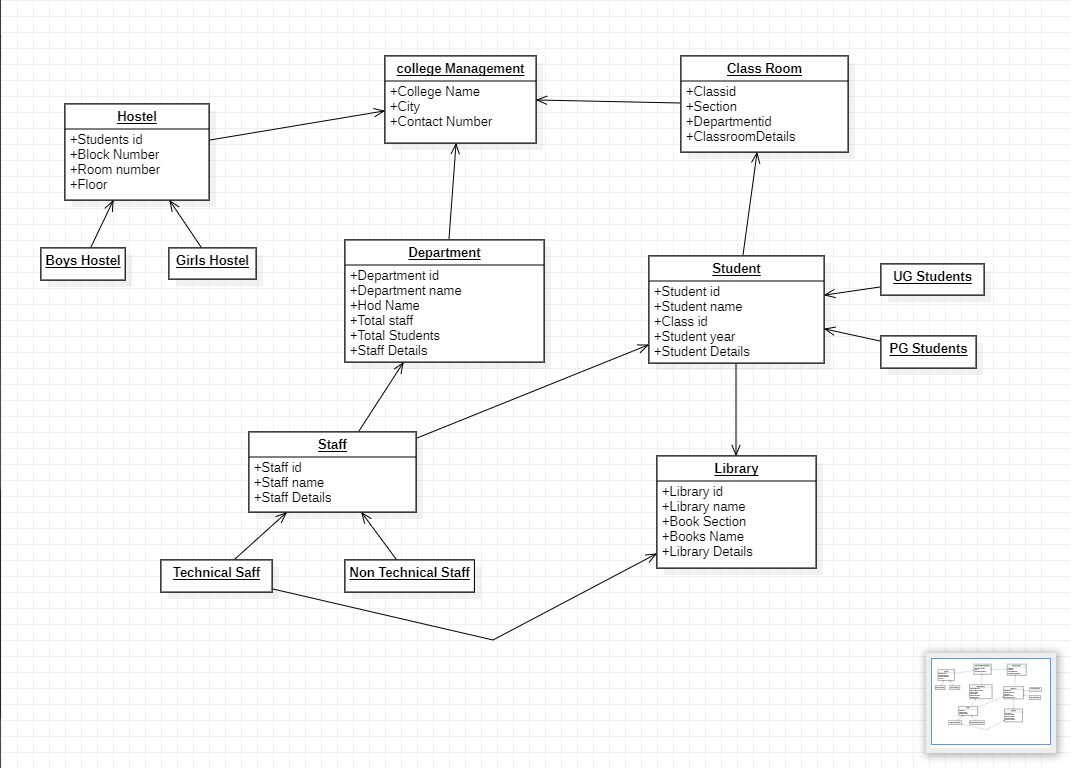 college Management
+College Name
+City
+Contact Number
Class Room
+Classid
+Section
+Departmentid
+ClassroomDetails
Hostel
+Students id
+Block Number
+Room number
+Floor
Boys Hostel
Girls Hostel
Department
+Department id
+Department name
+Hod Name
+Total staff
+Total Students
+Staff Details
Student
+Student id
+Student name
+Class id
+Student year
+Student Details
UG Students
PG Students
Staff
+Staff id
+Staff name
+Staff Details
Library
+Library id
+Library name
+Book Section
+Books Name
+Library Details
Technical Saff
Non Technical Staff